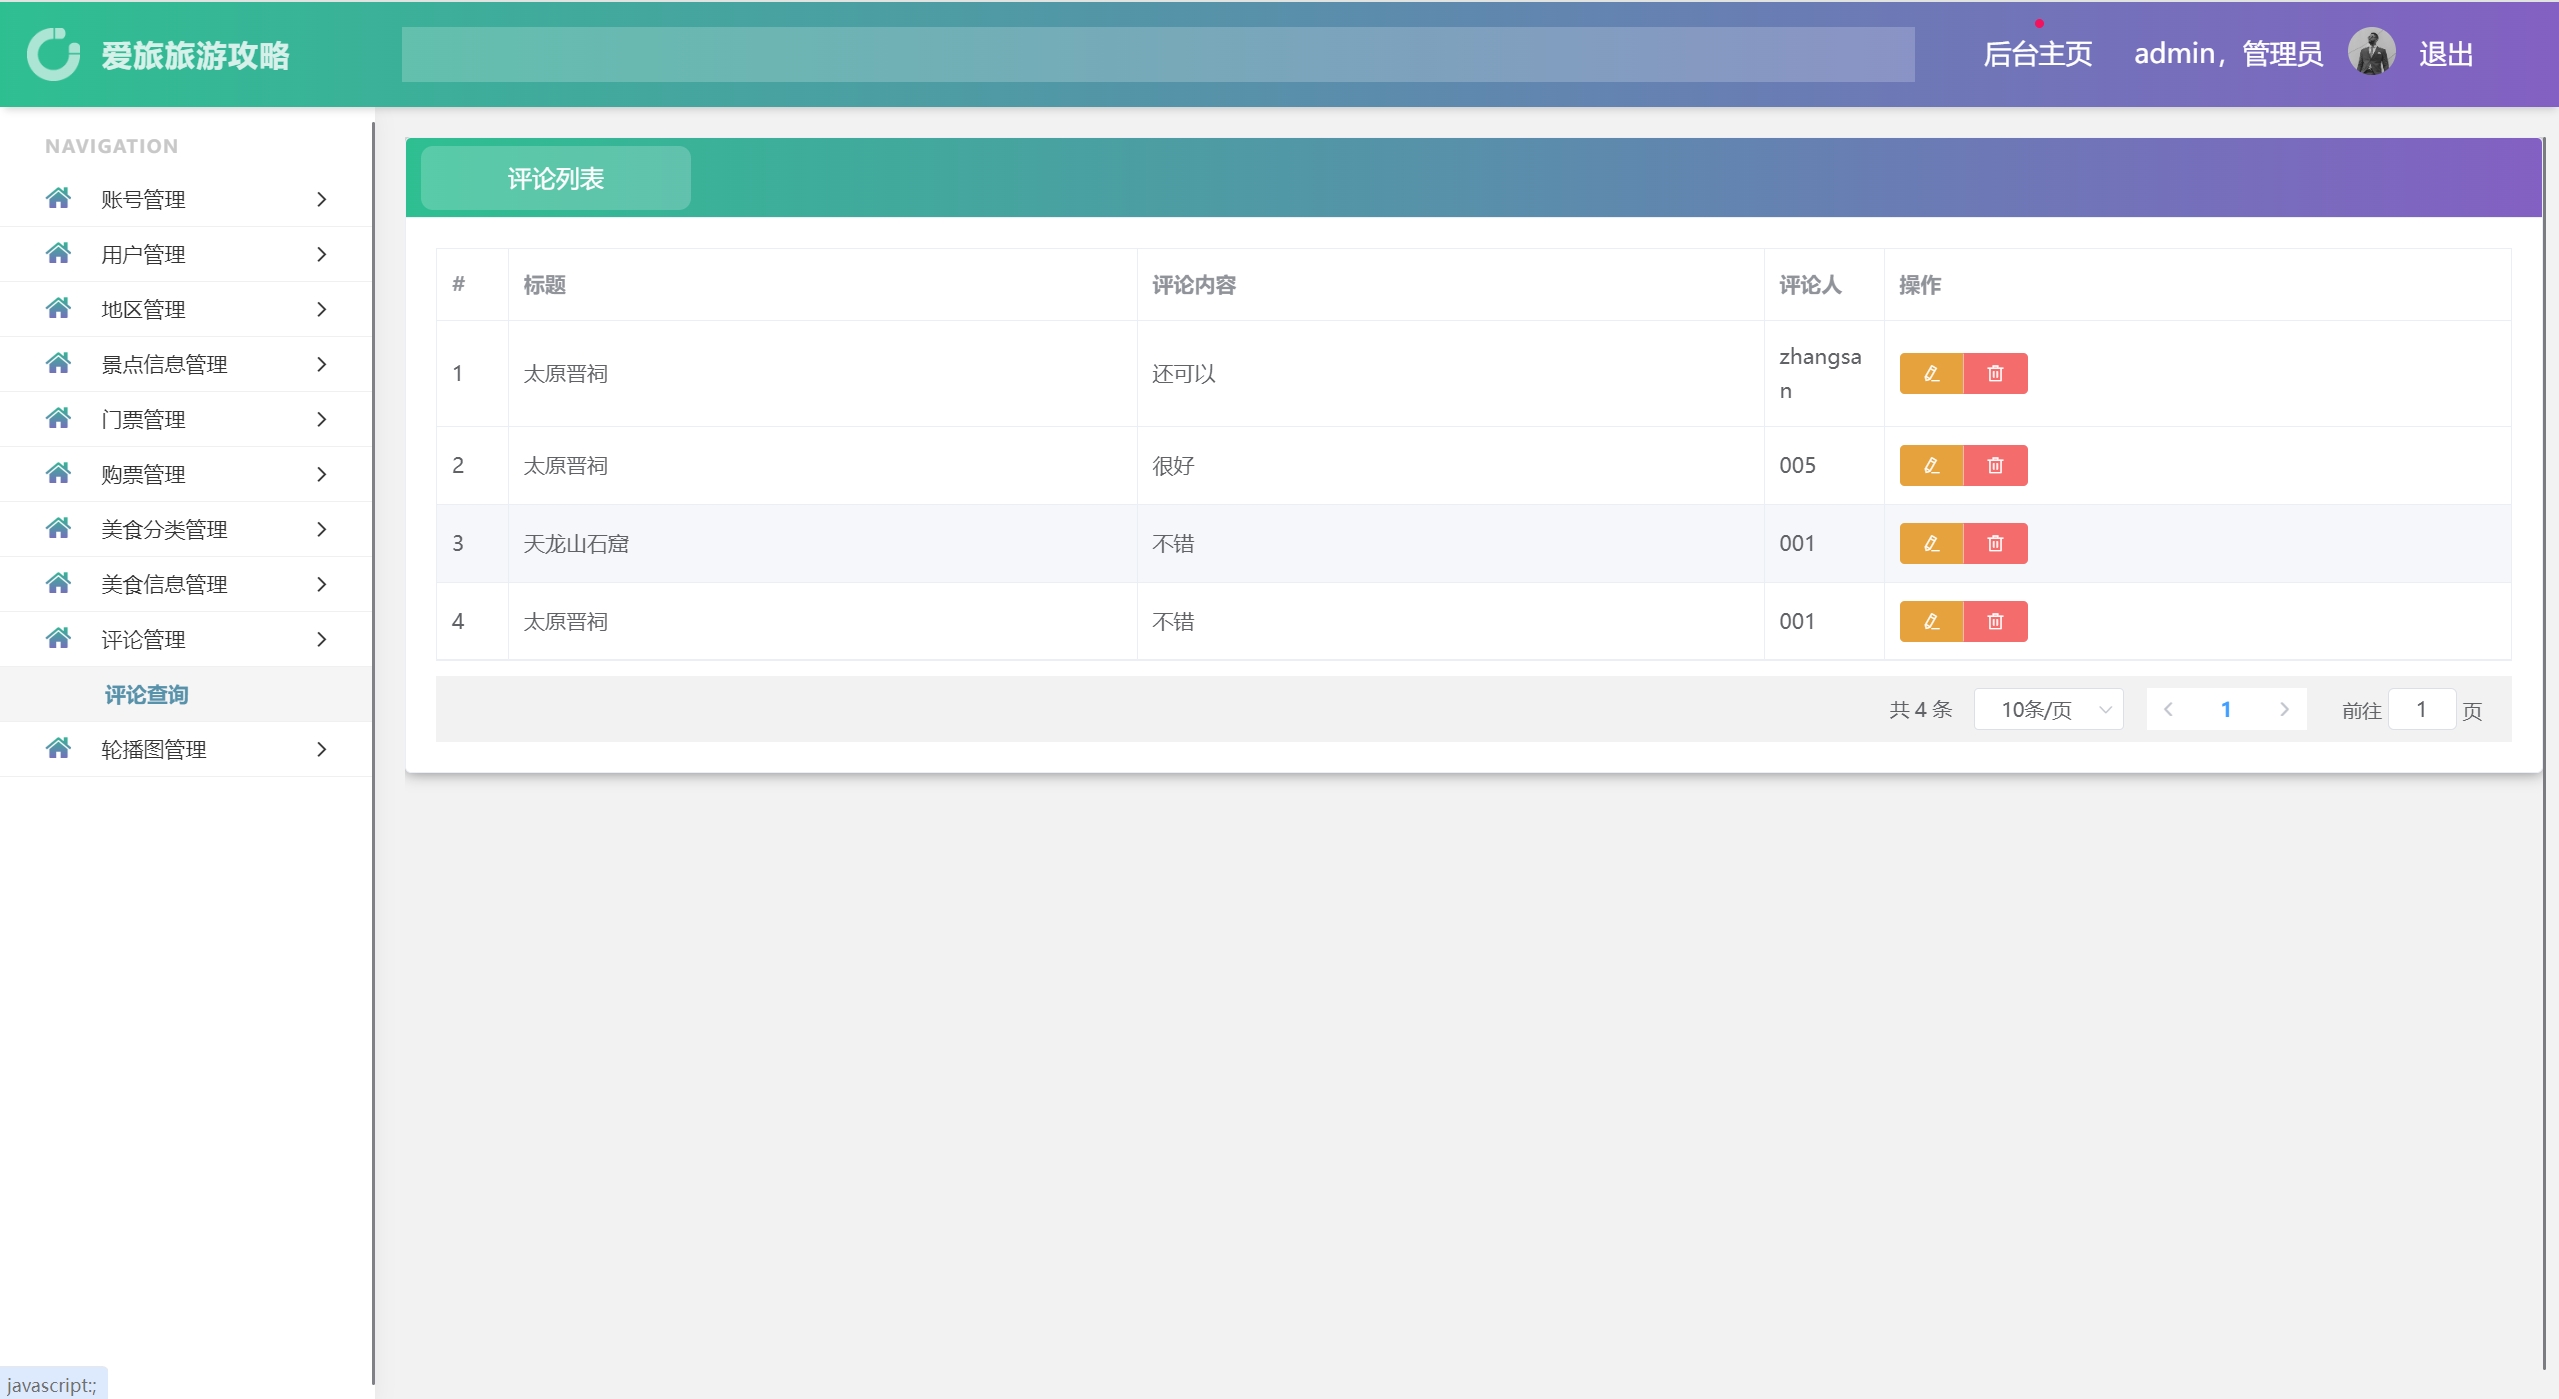 爱旅旅游攻略
后台主页 admin，管理员 退出
NAVIGATION
账号管理
用户管理
地区管理
景点信息管理
门票管理
购票管理
美食分类管理
美食信息管理
评论管理
评论查询
轮播图管理
评论列表
# 标题 评论内容 评论人 操作
1 太原晋祠 还可以 zhangsa
n
2 太原晋祠 很好 005
3 天龙山石窟 不错 001
4 太原晋祠 不错 001
共 4 条 10条/页 1 前往 1 页
javascript:;